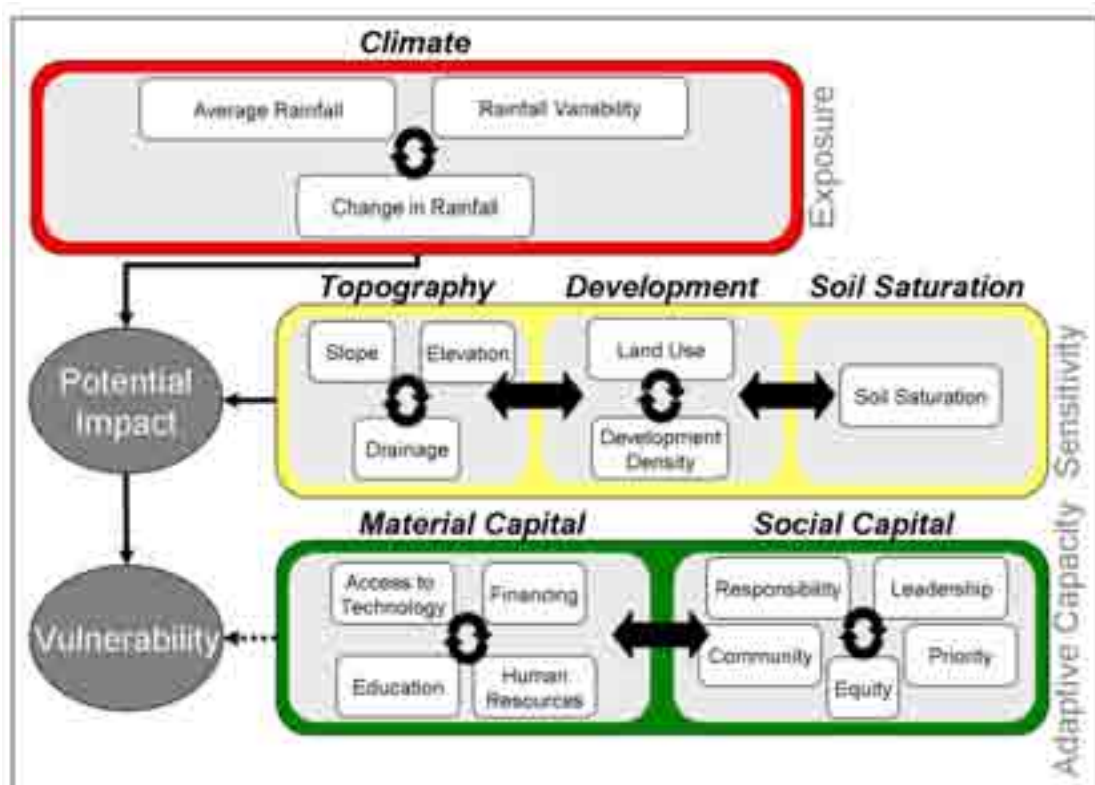 Climate
Average Rainfall
Rainfall Variability
Change in Rainfall
Exposure
Topography
Development
Soil Saturation
Slope
Elevation
Drainage
Land Use
Development
Density
Soil Saturation
Sensitivity
Potential
Impact
Material Capital
Social Capital
Access to
Technology
Financing
Education
Human
Resources
Responsibility
Leadership
Community
Equity
Priority
Adaptive Capacity
Vulnerability